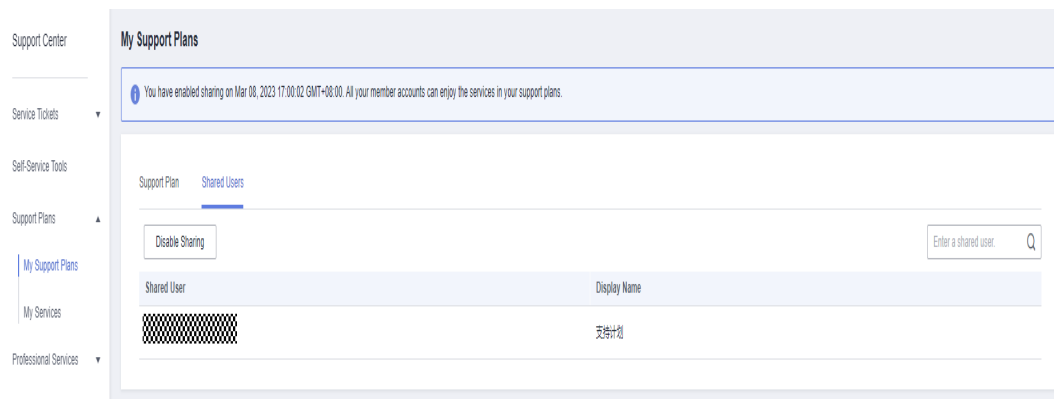 Support Center
Service Tickets
Self-Service Tools
Support Plans
My Support Plans
My Services
Professional Services
My Support Plans
You have enabled sharing on Mar 08, 2023 17:00:02 GMT+08:00. All your member accounts can enjoy the services in your support plans.
Support Plan Shared Users
Disable Sharing
Enter a shared user.
Shared User Display Name
支持计划